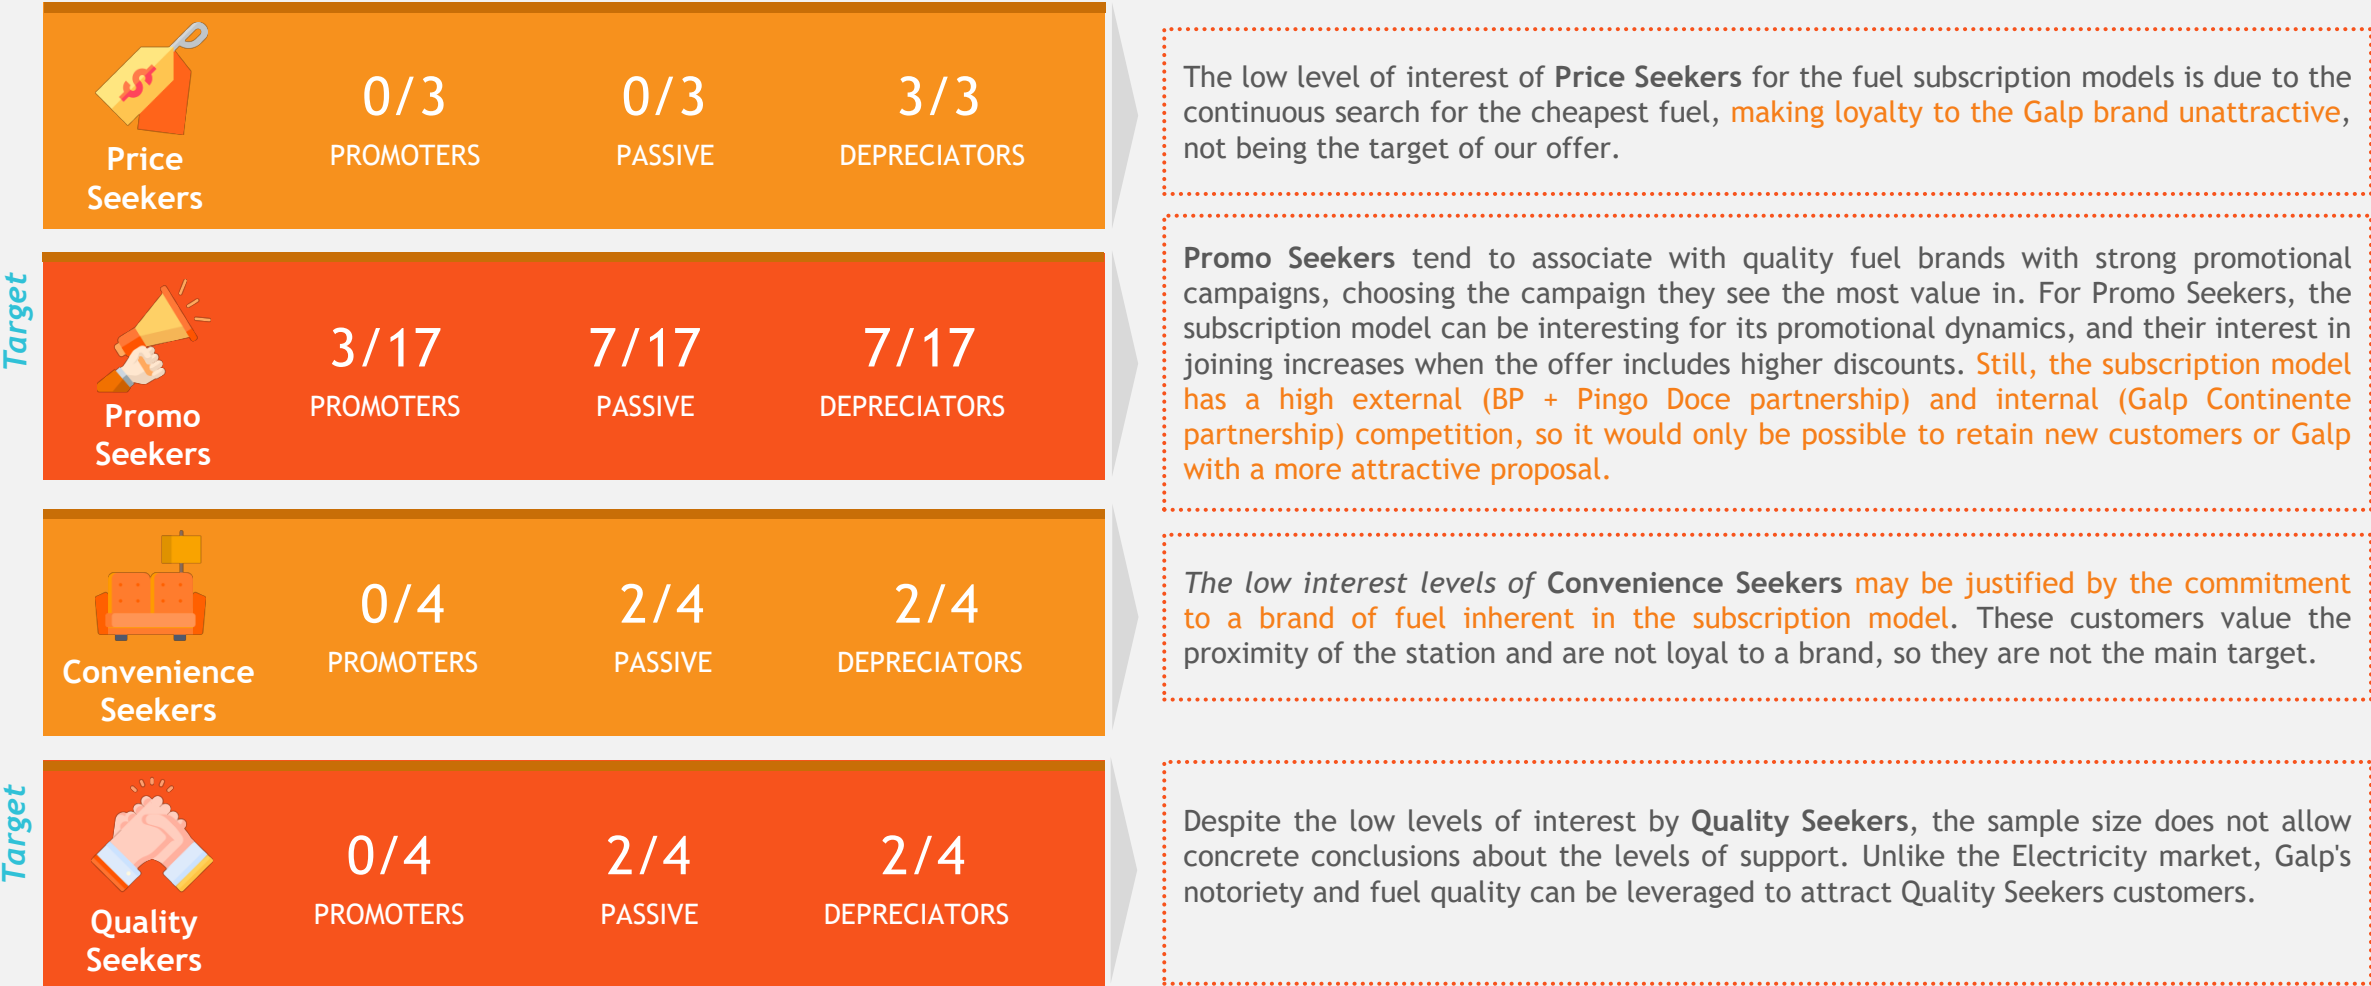 0/3
0/3
3/3
PROMOTERS
PASSIVE
DEPRECIATORS
Price
Seekers
The low level of interest of Price Seekers for the fuel subscription models is due to the
continuous search for the cheapest fuel, making loyalty to the Galp brand unattractive,
not being the target of our offer.
Target
3/17
7/17
7/17
PROMOTERS
PASSIVE
DEPRECIATORS
Promo
Seekers
Promo Seekers tend to associate with quality fuel brands with strong promotional
campaigns, choosing the campaign they see the most value in. For Promo Seekers, the
subscription model can be interesting for its promotional dynamics, and their interest in
joining increases when the offer includes higher discounts. Still, the subscription model
has a high external (BP + Pingo Doce partnership) and internal (Galp Continente
partnership) competition, so it would only be possible to retain new customers or Galp
with a more attractive proposal.
0/4
2/4
2/4
PROMOTERS
PASSIVE
DEPRECIATORS
Convenience
Seekers
The low interest levels of Convenience Seekers may be justified by the commitment
to a brand of fuel inherent in the subscription model. These customers value the
proximity of the station and are not loyal to a brand, so they are not the main target.
Target
0/4
2/4
2/4
PROMOTERS
PASSIVE
DEPRECIATORS
Quality
Seekers
Despite the low levels of interest by Quality Seekers, the sample size does not allow
concrete conclusions about the levels of support. Unlike the Electricity market, Galp's
notoriety and fuel quality can be leveraged to attract Quality Seekers customers.